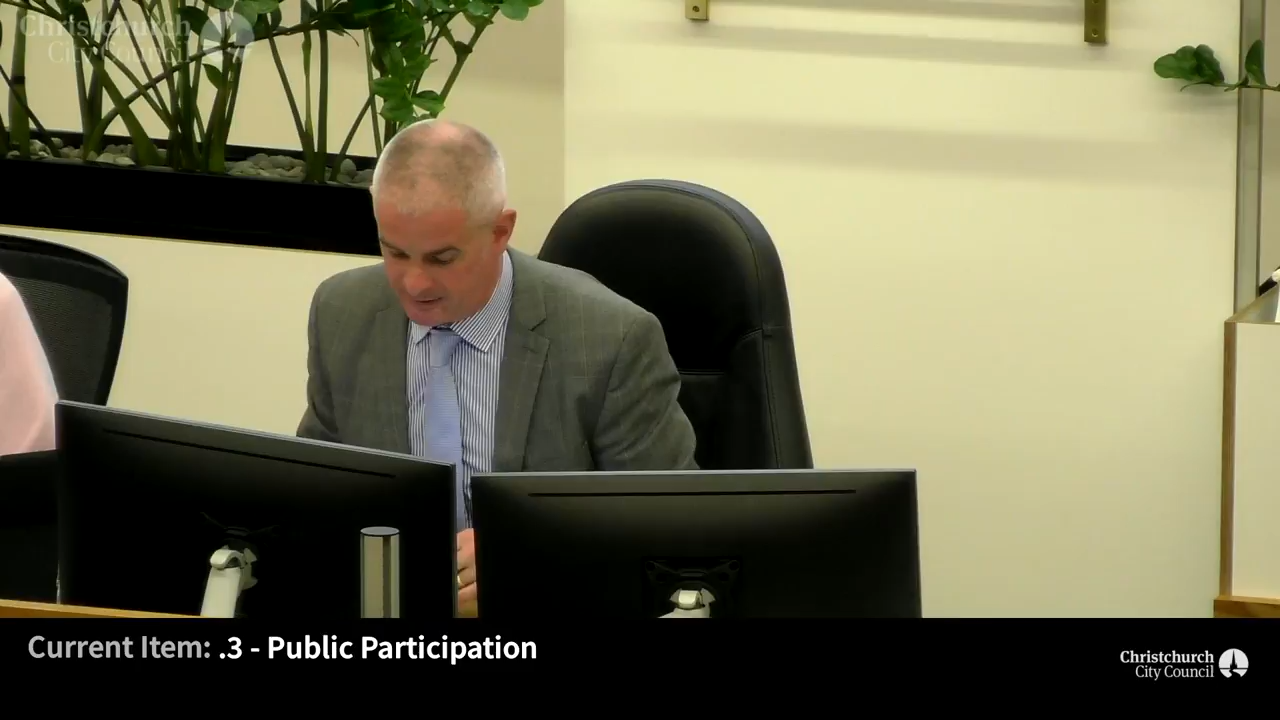 Christchurch
City Council
Current Item: .3 - Public Participation
Christchurch
City Council